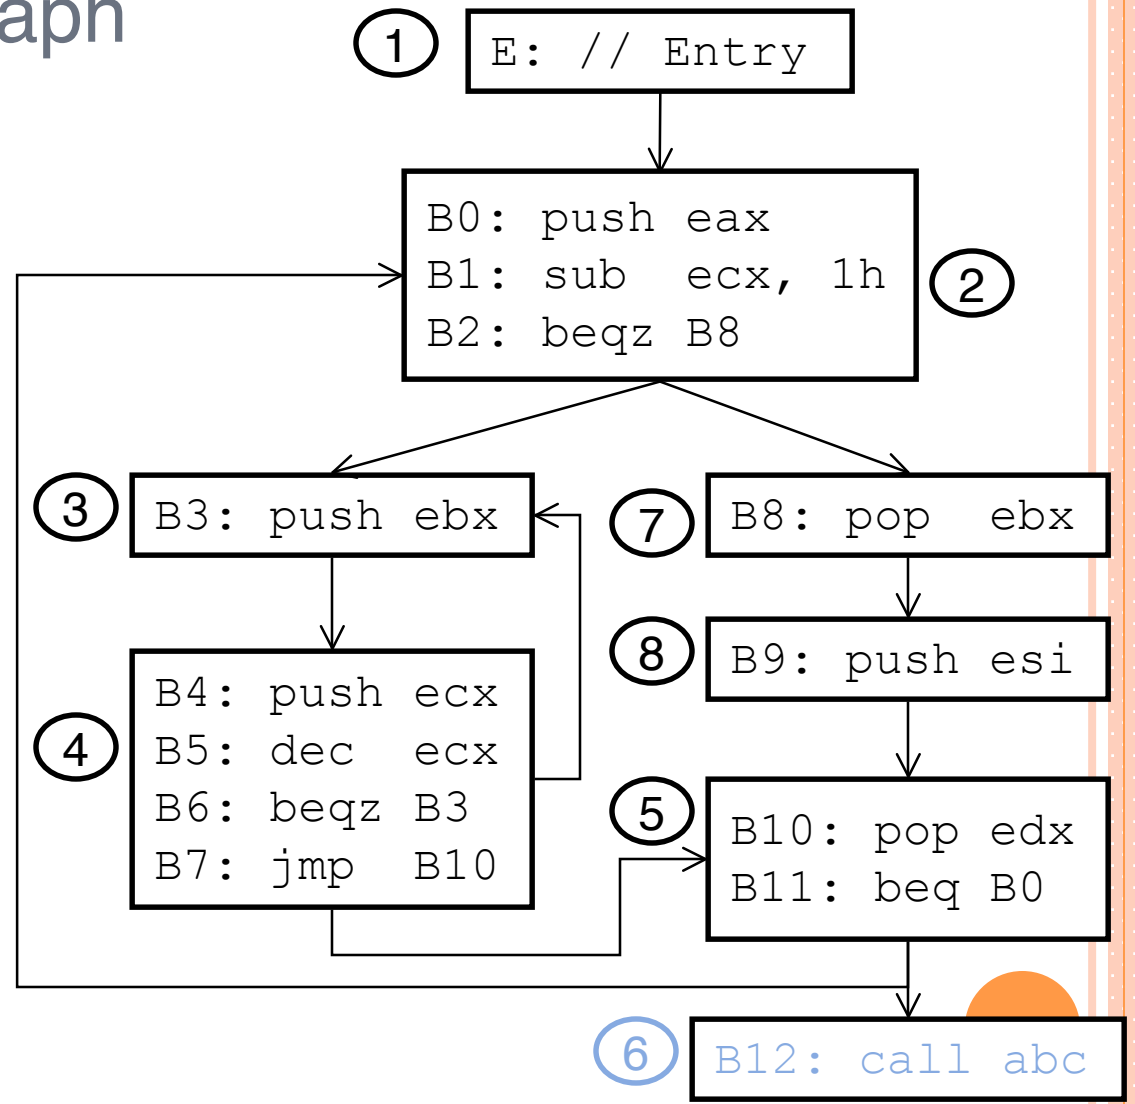 aph
1
E: // Entry
B0: push eax
B1: sub ecx, 1h
B2: beqz B8
2
3
B3: push ebx
7
B8: pop ebx
4
B4: push ecx
B5: dec ecx
B6: beqz B3
B7: jmp B10
8
B9: push esi
5
B10: pop edx
B11: beq B0
6
B12: call abc